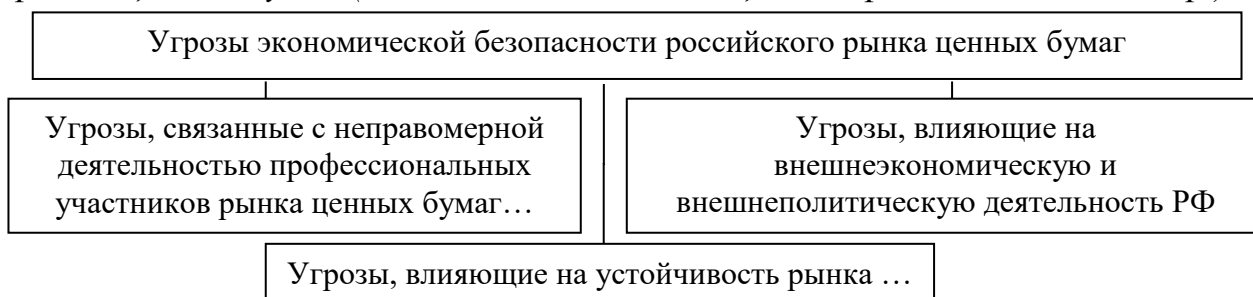 Угрозы экономической безопасности российского рынка ценных бумаг
Угрозы, связанные с неправомерной
деятельностью профессиональных
участников рынка ценных бумаг…
Угрозы, влияющие на
внешнеэкономическую и
внешнеполитическую деятельность РФ
Угрозы, влияющие на устойчивость рынка …